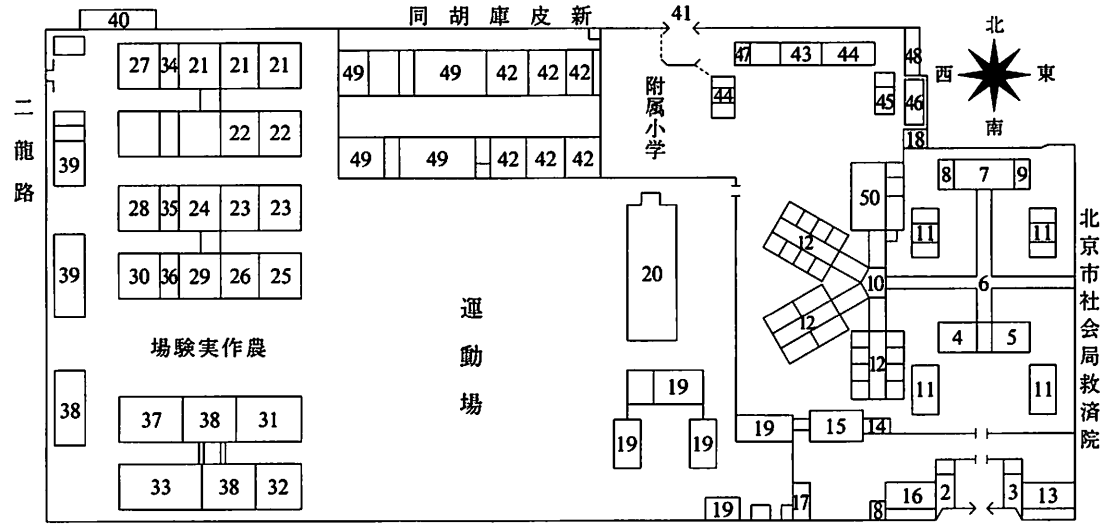 40
新皮庫胡同
41
北
西
東
南
二龍路
27 34 21 21 21
22 22
39
28 35 24 23 23
30 36 29 26 25
39
農作実験場
38
37 38 31
33 38 32
49 49 42 42 42
49 49 42 42 42
運動場
附属小学
47 43 44
44
48
45
46
18
20
19
19 19
19
19
50
12
10
12
12
8 7 9
11 11
6
4 5
11 11
15
14
17
8
16
2
3
13
北京市社会局救済院